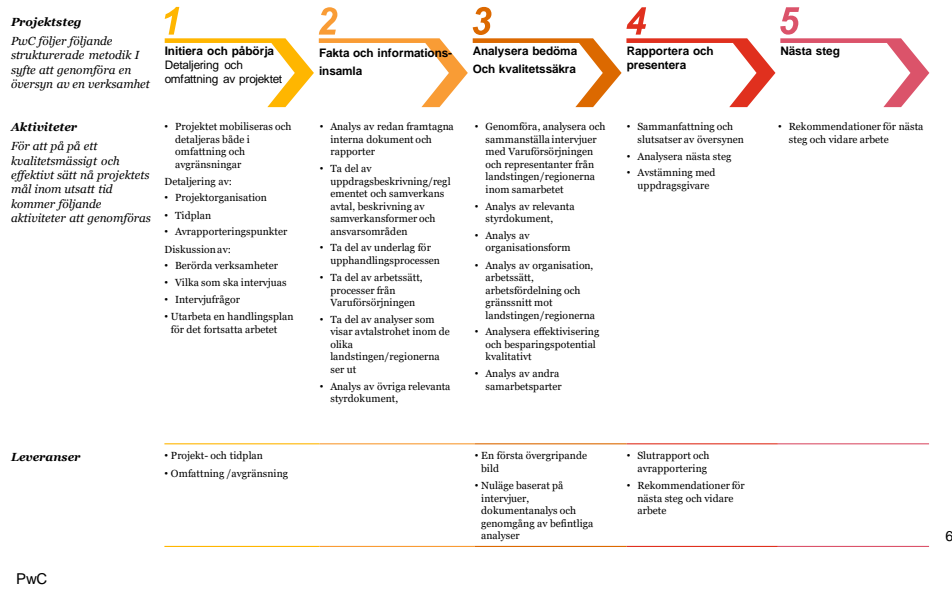 Projektsteg
PwC följer följande
strukturerade metodik I
syfte att genomföra en
översyn av en verksamhet
1
Initiera och påbörja
Detaljering och
omfattning av projektet
2
Fakta och informations-
insamla
3
Analysera bedöma
Och kvalitetssäkra
4
Rapportera och
presentera
5
Nästa steg
Aktiviteter
För att på på ett
kvalitetsmässigt och
effektivt sätt nå projektets
mål inom utsatt tid
kommer följande
aktiviteter att genomföras
• Projektet mobiliseras och
detaljeras både i
omfattning och
avgränsningar
Detaljering av:
• Projektorganisation
• Tidplan
• Avrapporteringspunkter
Diskussion av:
• Berörda verksamheter
• Vilka som ska intervjuas
• Intervjufrågor
• Utarbeta en handlingsplan
för det fortsatta arbetet
• Analys av redan framtagna
interna dokument och
rapporter
• Ta del av
uppdragsbeskrivning/regl
ementet och samverkans
avtal, beskrivning av
samverkansformer och
ansvarsområden
• Ta del av underlag för
upphandlingsprocessen
• Ta del av arbetssätt,
processer från
Varuförsörjningen
• Ta del av analyser som
visar avtalstrohet inom de
olika
landstingen/regionerna
ser ut
• Analys av övriga relevanta
styrdokument,
• Genomföra, analysera och
sammanställa intervjuer
med Varuförsörjningen
och representanter från
landstingen/regionerna
inom samarbetet
• Analys av relevanta
styrdokument,
• Analys av
organisationsform
• Analys av organisation,
arbetssätt,
arbetsfördelning och
gränssnitt mot
landstingen/regionerna
• Analysera effektivisering
och besparingspotential
kvalitativt
• Analys av andra
samarbetsparter
• Sammanfattning och
slutsatser av översynen
• Analysera nästa steg
• Avstämning med
uppdragsgivare
• Rekommendationer för nästa
steg och vidare arbete
Leveranser
• Projekt- och tidplan
• Omfattning /avgränsning
• En första övergripande
bild
• Nuläge baserat på
intervjuer,
dokumentanalys och
genomgång av befintliga
analyser
• Slutrapport och
avrapportering
• Rekommendationer för
nästa steg och vidare
arbete
6
PwC